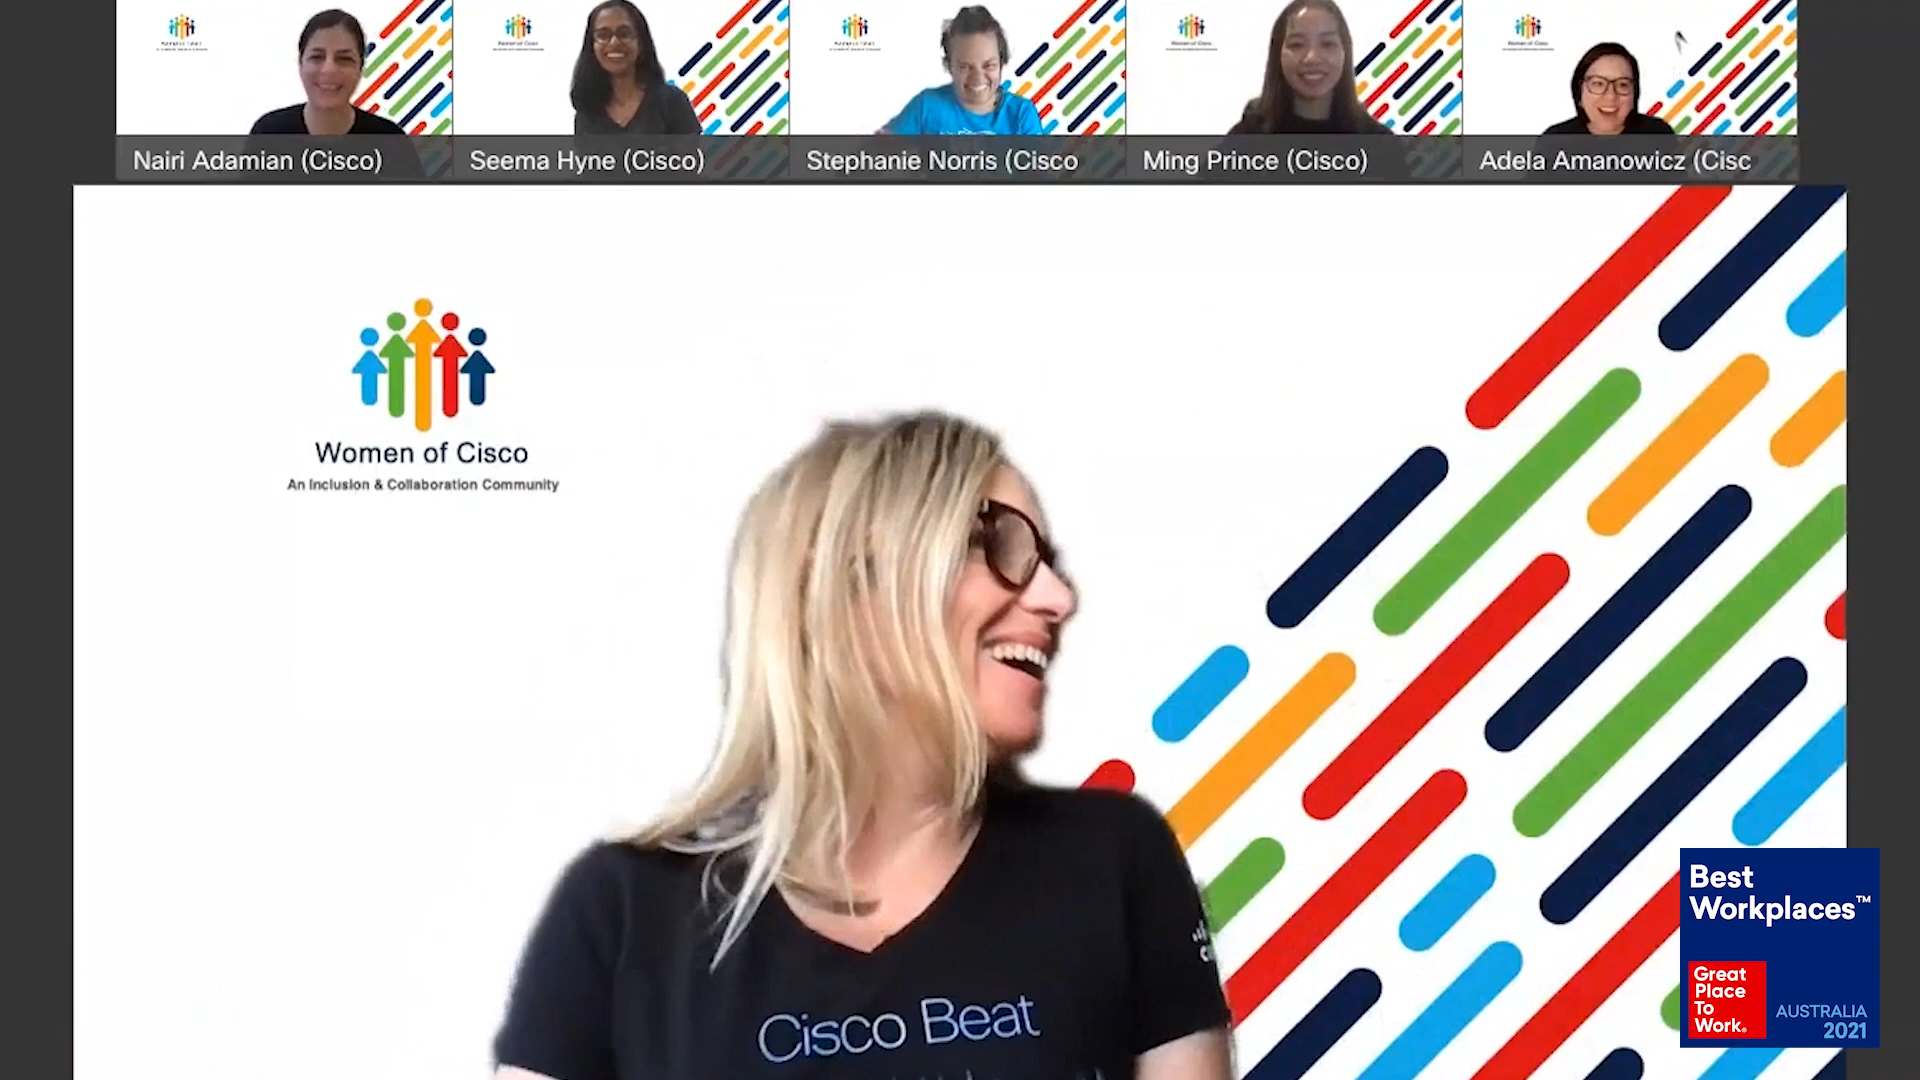 Nairi Adamian (Cisco)
Seema Hyne (Cisco)
Stephanie Norris (Cisco
Ming Prince (Cisco)
Adela Amanowicz (Cisc
Women of Cisco
An Inclusion & Collaboration Community
Cisco Beat
Best
Workplaces™
Great
Place
To
Work.
AUSTRALIA
2021